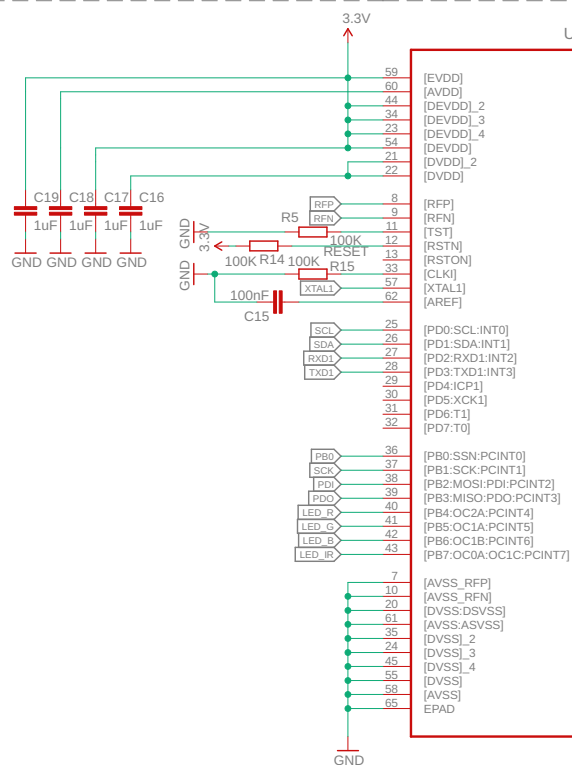 3.3V
U
59 [EVDD]
60 [AVDD]
44 [DEVDD]_2
34 [DEVDD]_3
23 [DEVDD]_4
54 [DEVDD]
21 [DVDD]_2
22 [DVDD]
C19 C18 C17 C16
1uF 1uF 1uF 1uF
GND GND GND GND
RFP 8 [RFP]
RFN 9 [RFN]
GND R5 100K 11 [TST]
3.3V 100K R14 RESET 12 [RSTN]
13 [RSTON]
GND 100K R15 33 [CLKI]
XTAL1 57 [XTAL1]
100nF C15 62 [AREF]
SCL 25 [PD0:SCL:INT0]
SDA 26 [PD1:SDA:INT1]
RXD1 27 [PD2:RXD1:INT2]
TXD1 28 [PD3:TXD1:INT3]
29 [PD4:ICP1]
30 [PD5:XCK1]
31 [PD6:T1]
32 [PD7:T0]
PB0 36 [PB0:SSN:PCINT0]
SCK 37 [PB1:SCK:PCINT1]
PDI 38 [PB2:MOSI:PDI:PCINT2]
PDO 39 [PB3:MISO:PDO:PCINT3]
LED_R 40 [PB4:OC2A:PCINT4]
LED_G 41 [PB5:OC1A:PCINT5]
LED_B 42 [PB6:OC1B:PCINT6]
LED_IR 43 [PB7:OC0A:OC1C:PCINT7]
7 [AVSS_RFP]
10 [AVSS_RFN]
20 [DVSS:DSVSS]
61 [AVSS:ASVSS]
35 [DVSS]_2
24 [DVSS]_3
45 [DVSS]_4
55 [DVSS]
58 [AVSS]
65 EPAD
GND